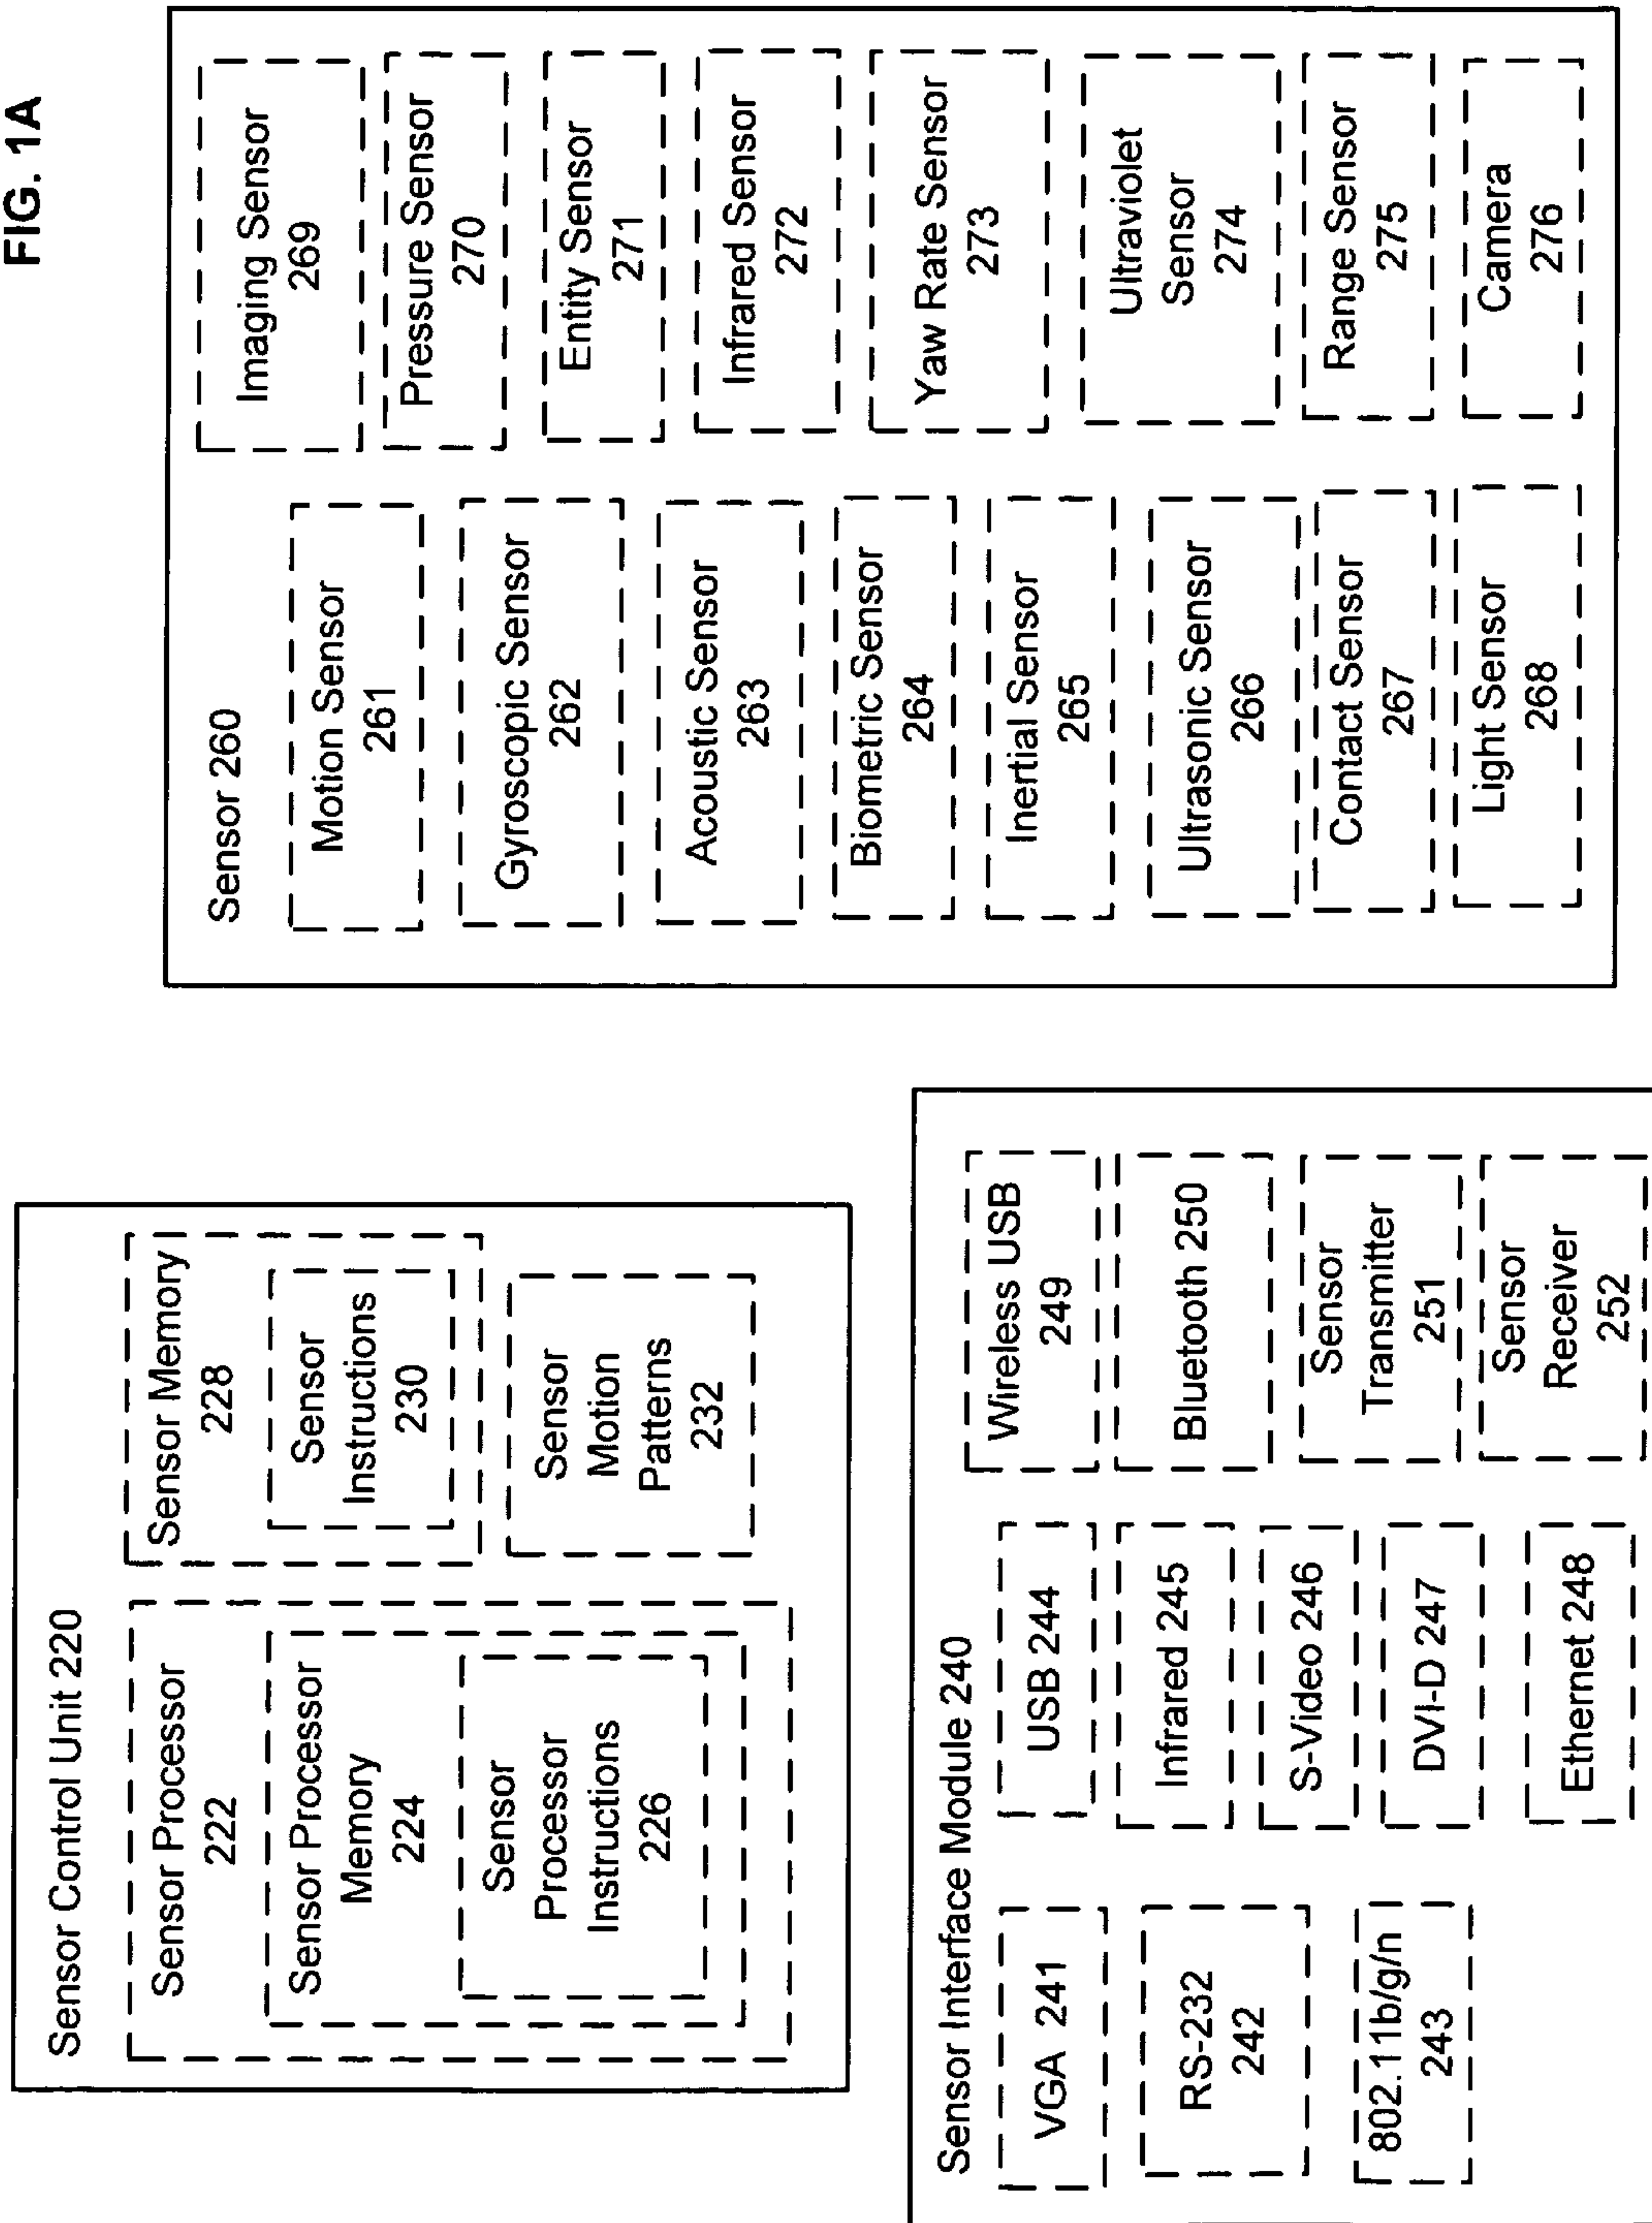 FIG. 1A
Sensor Control Unit 220
Sensor Processor
222
Sensor Processor
Memory
224
Sensor
Processor
Instructions
226
Sensor Memory
228
Sensor
Instructions
230
Sensor
Motion
Patterns
232
Sensor Interface Module 240
VGA 241
RS-232
242
802.11b/g/n
243
USB 244
Infrared 245
S-Video 246
DVI-D 247
Ethernet 248
Wireless USB
249
Bluetooth 250
Sensor
Transmitter
251
Sensor
Receiver
252
Sensor 260
Motion Sensor
261
Gyroscopic Sensor
262
Acoustic Sensor
263
Biometric Sensor
264
Inertial Sensor
265
Ultrasonic Sensor
266
Contact Sensor
267
Light Sensor
268
Imaging Sensor
269
Pressure Sensor
270
Entity Sensor
271
Infrared Sensor
272
Yaw Rate Sensor
273
Ultraviolet
Sensor
274
Range Sensor
275
Camera
276